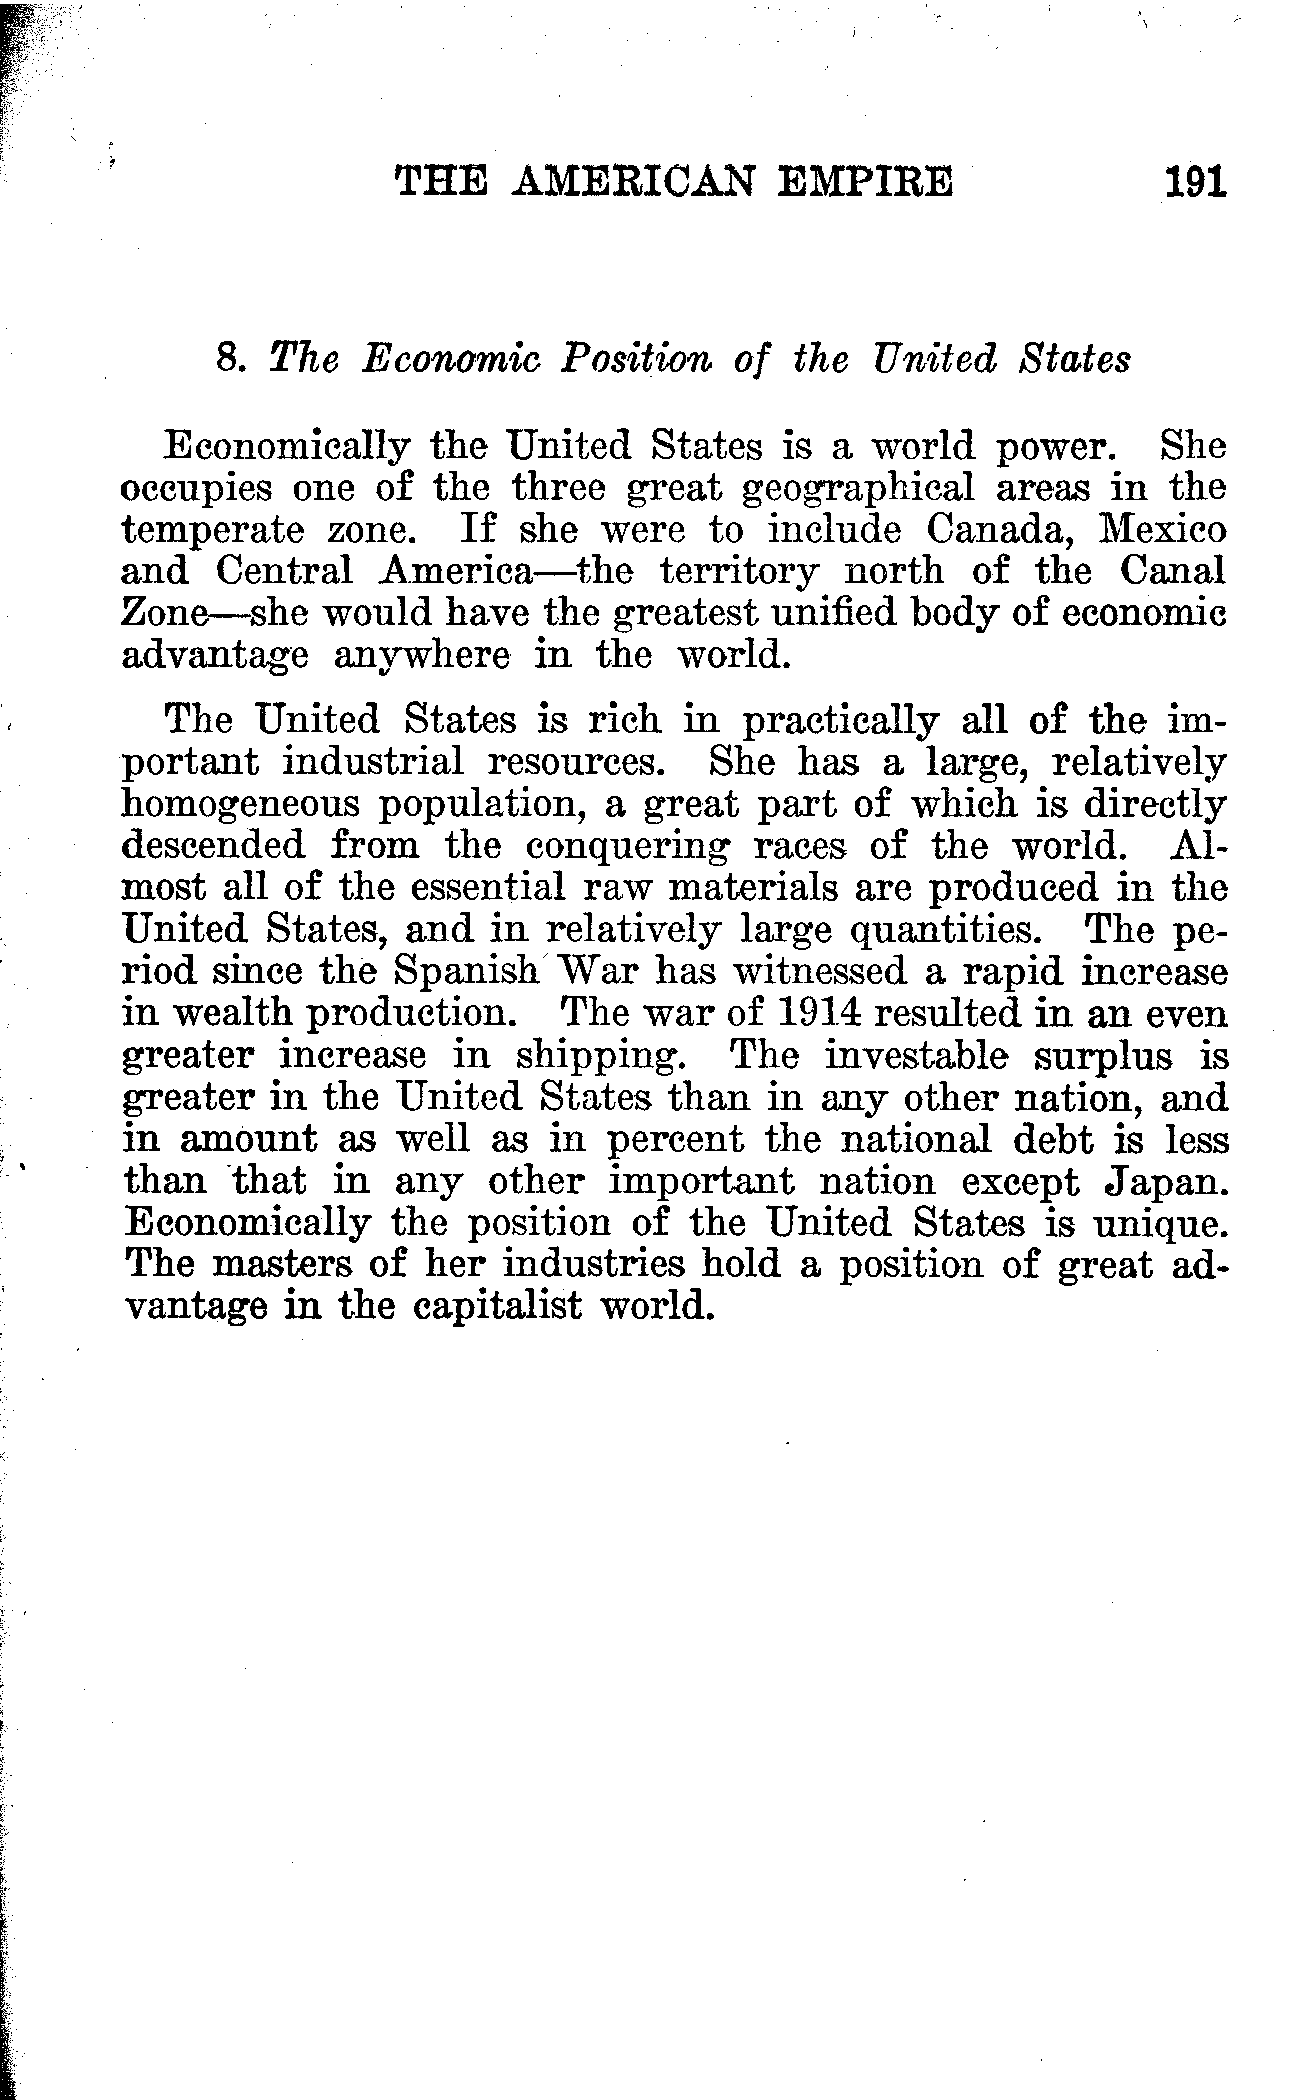 THE AMERICAN EMPIRE 191
8. The Economic Position of the United States
Economically the United States is a world power. She
occupies one of the three great geographical areas in the
temperate zone. If she were to include Canada, Mexico
and Central America—the territory north of the Canal
Zone—she would have the greatest unified body of economic
advantage anywhere in the world.
The United States is rich in practically all of the im-
portant industrial resources. She has a large, relatively
homogeneous population, a great part of which is directly
descended from the conquering races of the world. Al-
most all of the essential raw materials are produced in the
United States, and in relatively large quantities. The pe-
riod since the Spanish War has witnessed a rapid increase
in wealth production. The war of 1914 resulted in an even
greater increase in shipping. The investable surplus is
greater in the United States than in any other nation, and
in amount as well as in percent the national debt is less
than that in any other important nation except Japan.
Economically the position of the United States is unique.
The masters of her industries hold a position of great ad-
vantage in the capitalist world.